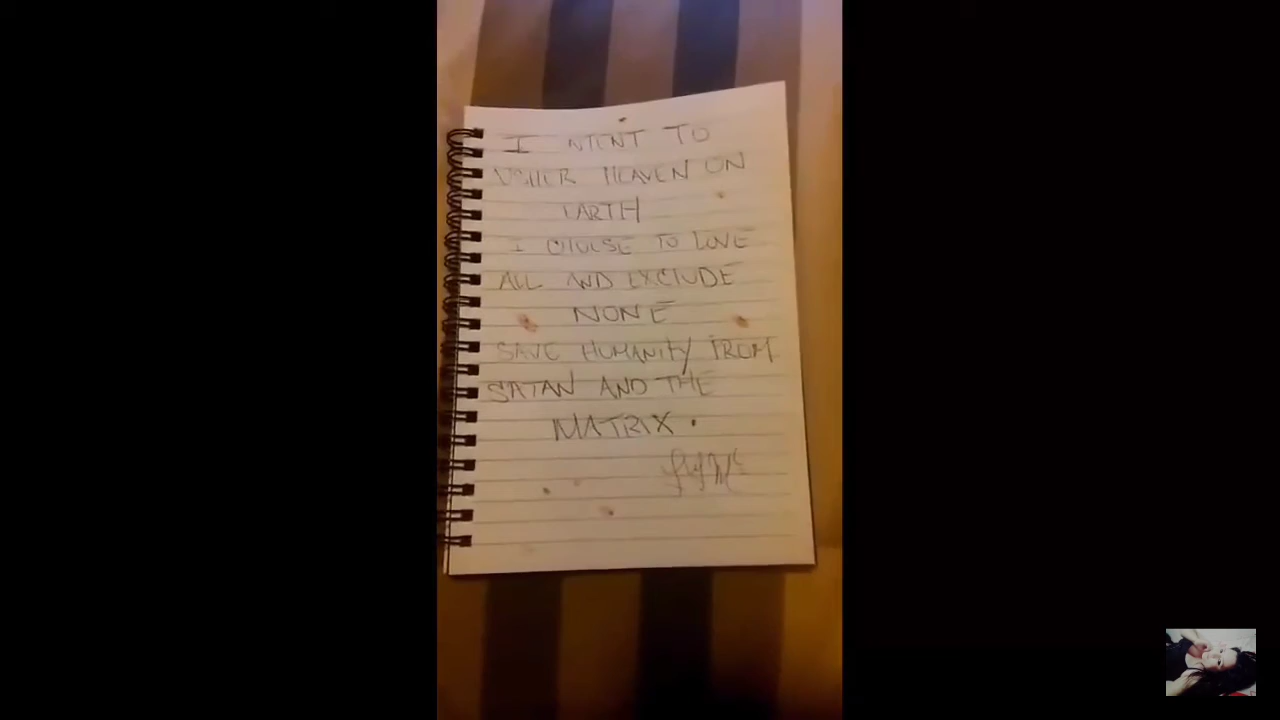 I NTENT TO
USHER HEAVEN ON
EARTH
I CHOOSE TO LOVE
ALL AND EXCLUDE
NONE
SAVE HUMANITY FROM
SATAN AND THE
MATRIX.